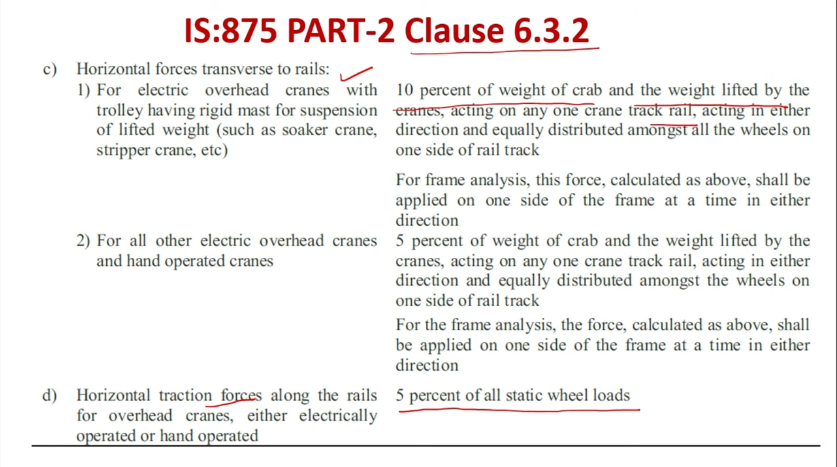 IS:875 PART-2 Clause 6.3.2
c) Horizontal forces transverse to rails:
1) For electric overhead cranes with
trolley having rigid mast for suspension
of lifted weight (such as soaker crane,
stripper crane, etc)
10 percent of weight of crab and the weight lifted by the
cranes, acting on any one crane track rail, acting in either
direction and equally distributed amongst all the wheels on
one side of rail track
For frame analysis, this force, calculated as above, shall be
applied on one side of the frame at a time in either
direction
2) For all other electric overhead cranes
and hand operated cranes
5 percent of weight of crab and the weight lifted by the
cranes, acting on any one crane track rail, acting in either
direction and equally distributed amongst the wheels on
one side of rail track
For the frame analysis, the force, calculated as above, shall
be applied on one side of the frame at a time in either
direction
d) Horizontal traction forces along the rails
for overhead cranes, either electrically
operated or hand operated
5 percent of all static wheel loads